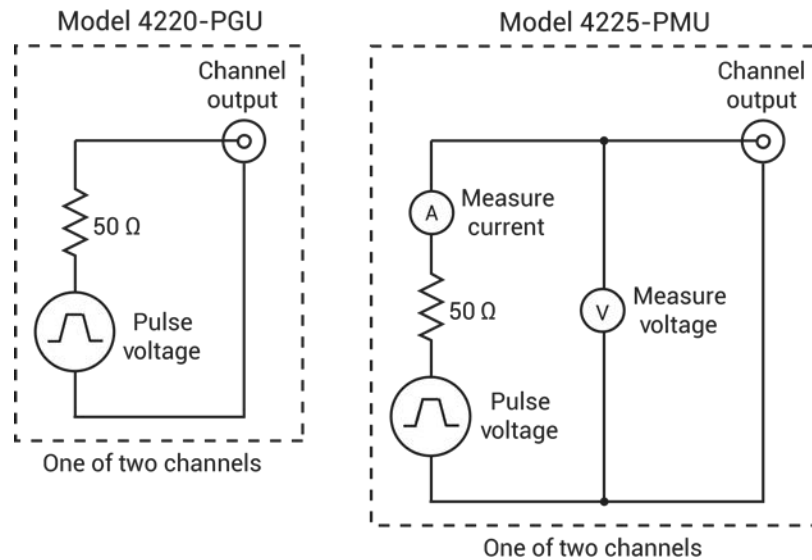 Model 4220-PGU
Channel
output
50 Ω
Pulse
voltage
One of two channels
Model 4225-PMU
Channel
output
A
Measure
current
50 Ω
V
Measure
voltage
Pulse
voltage
One of two channels